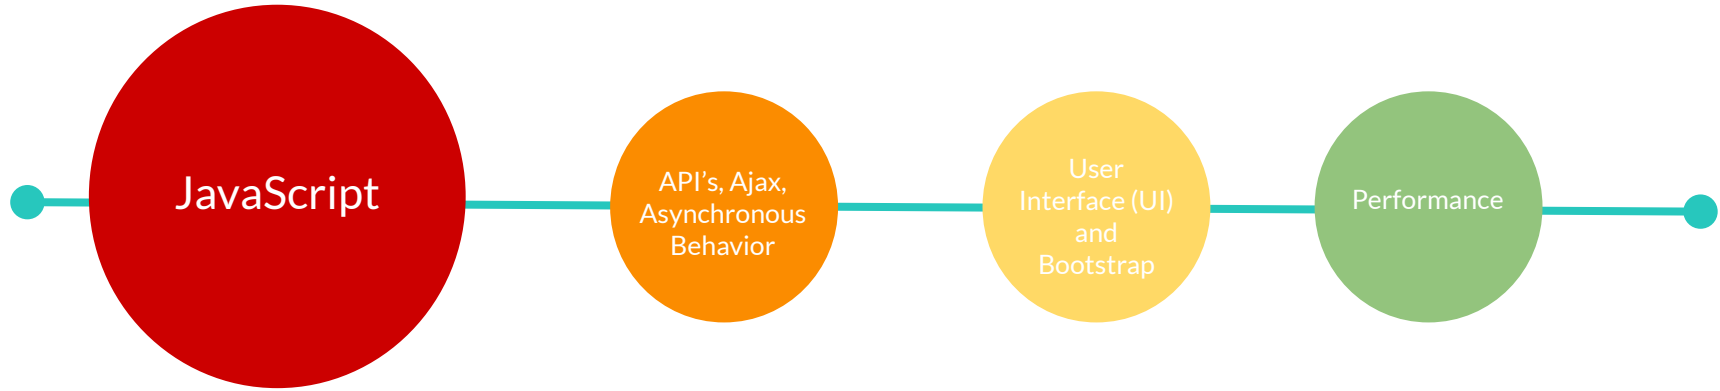 JavaScript
API's, Ajax,
Asynchronous
Behavior
User
Interface (UI)
and
Bootstrap
Performance